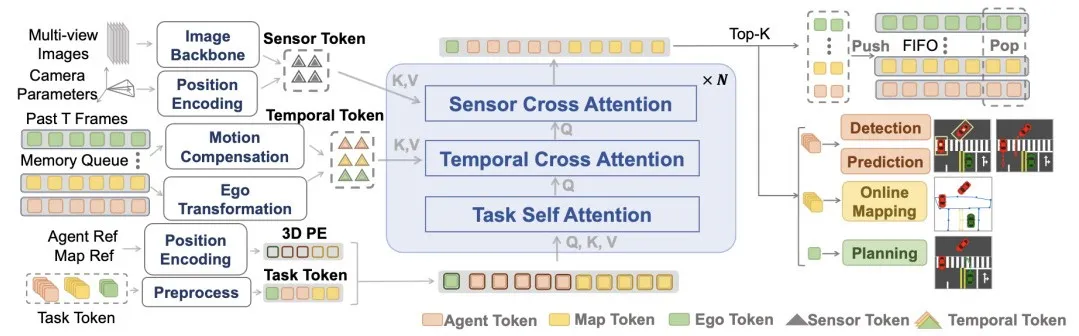 Multi-view
Images
Image
Backbone
Sensor Token
Camera
Parameters
Position
Encoding
Past T Frames
Temporal Token
Motion
Compensation
Memory Queue
Ego
Transformation
Agent Ref
Map Ref
Position
Encoding
3D PE
Task Token
Preprocess
Task Token
K,V
K,V
× N
Sensor Cross Attention
Q
Temporal Cross Attention
Q
Task Self Attention
Q, K, V
Top-K
Push
FIFO
Pop
Detection
Prediction
Online
Mapping
Planning
Agent Token
Map Token
Ego Token
Sensor Token
Temporal Token